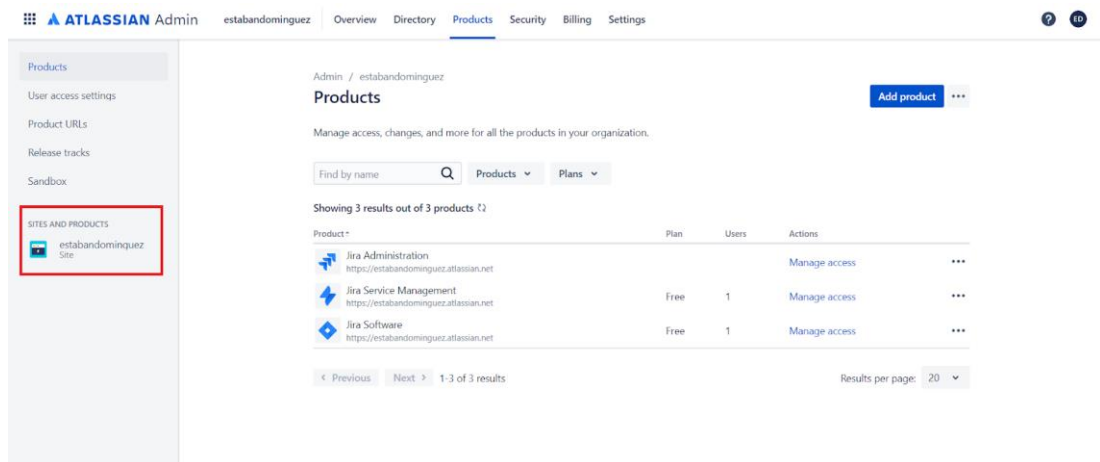 ATLASSIAN Admin estabandominguez Overview Directory Products Security Billing Settings ? ED
Products
User access settings
Product URLs
Release tracks
Sandbox
SITES AND PRODUCTS
estabandominquez
Site
Admin / estabandominguez
Products
Add product
Manage access, changes, and more for all the products in your organization.
Find by name Products Plans
Showing 3 results out of 3 products
Product Plan Users Actions
Jira Administration
https://estabandominguez.atlassian.net
Manage access
Jira Service Management
https://estabandominguez.atlassian.net
Free 1 Manage access
Jira Software
https://estabandominguez.atlassian.net
Free 1 Manage access
Previous Next 1-3 of 3 results Results per page: 20